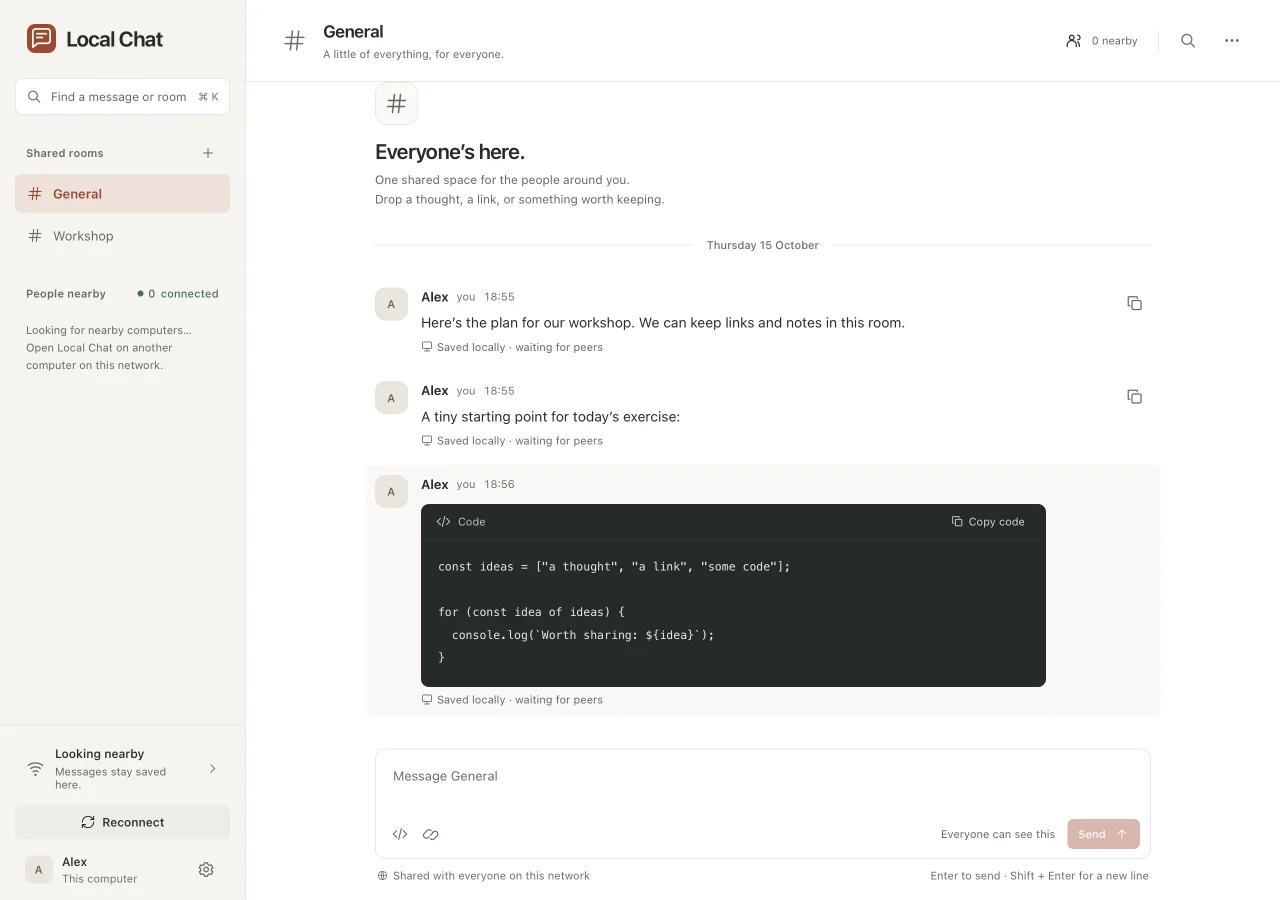 Local Chat
Find a message or room ⌘ K
Shared rooms
General
Workshop
People nearby
0 connected
Looking for nearby computers…
Open Local Chat on another
computer on this network.
Looking nearby
Messages stay saved
here.
Reconnect
A
Alex
This computer
General
A little of everything, for everyone.
0 nearby
Everyone’s here.
One shared space for the people around you.
Drop a thought, a link, or something worth keeping.
Thursday 15 October
A
Alex you 18:55
Here’s the plan for our workshop. We can keep links and notes in this room.
Saved locally · waiting for peers
A
Alex you 18:55
A tiny starting point for today’s exercise:
Saved locally · waiting for peers
A
Alex you 18:56
</> Code
Copy code
const ideas = ["a thought", "a link", "some code"];
for (const idea of ideas) {
  console.log(`Worth sharing: ${idea}`);
}
Saved locally · waiting for peers
Message General
Everyone can see this
Send
Shared with everyone on this network
Enter to send · Shift + Enter for a new line